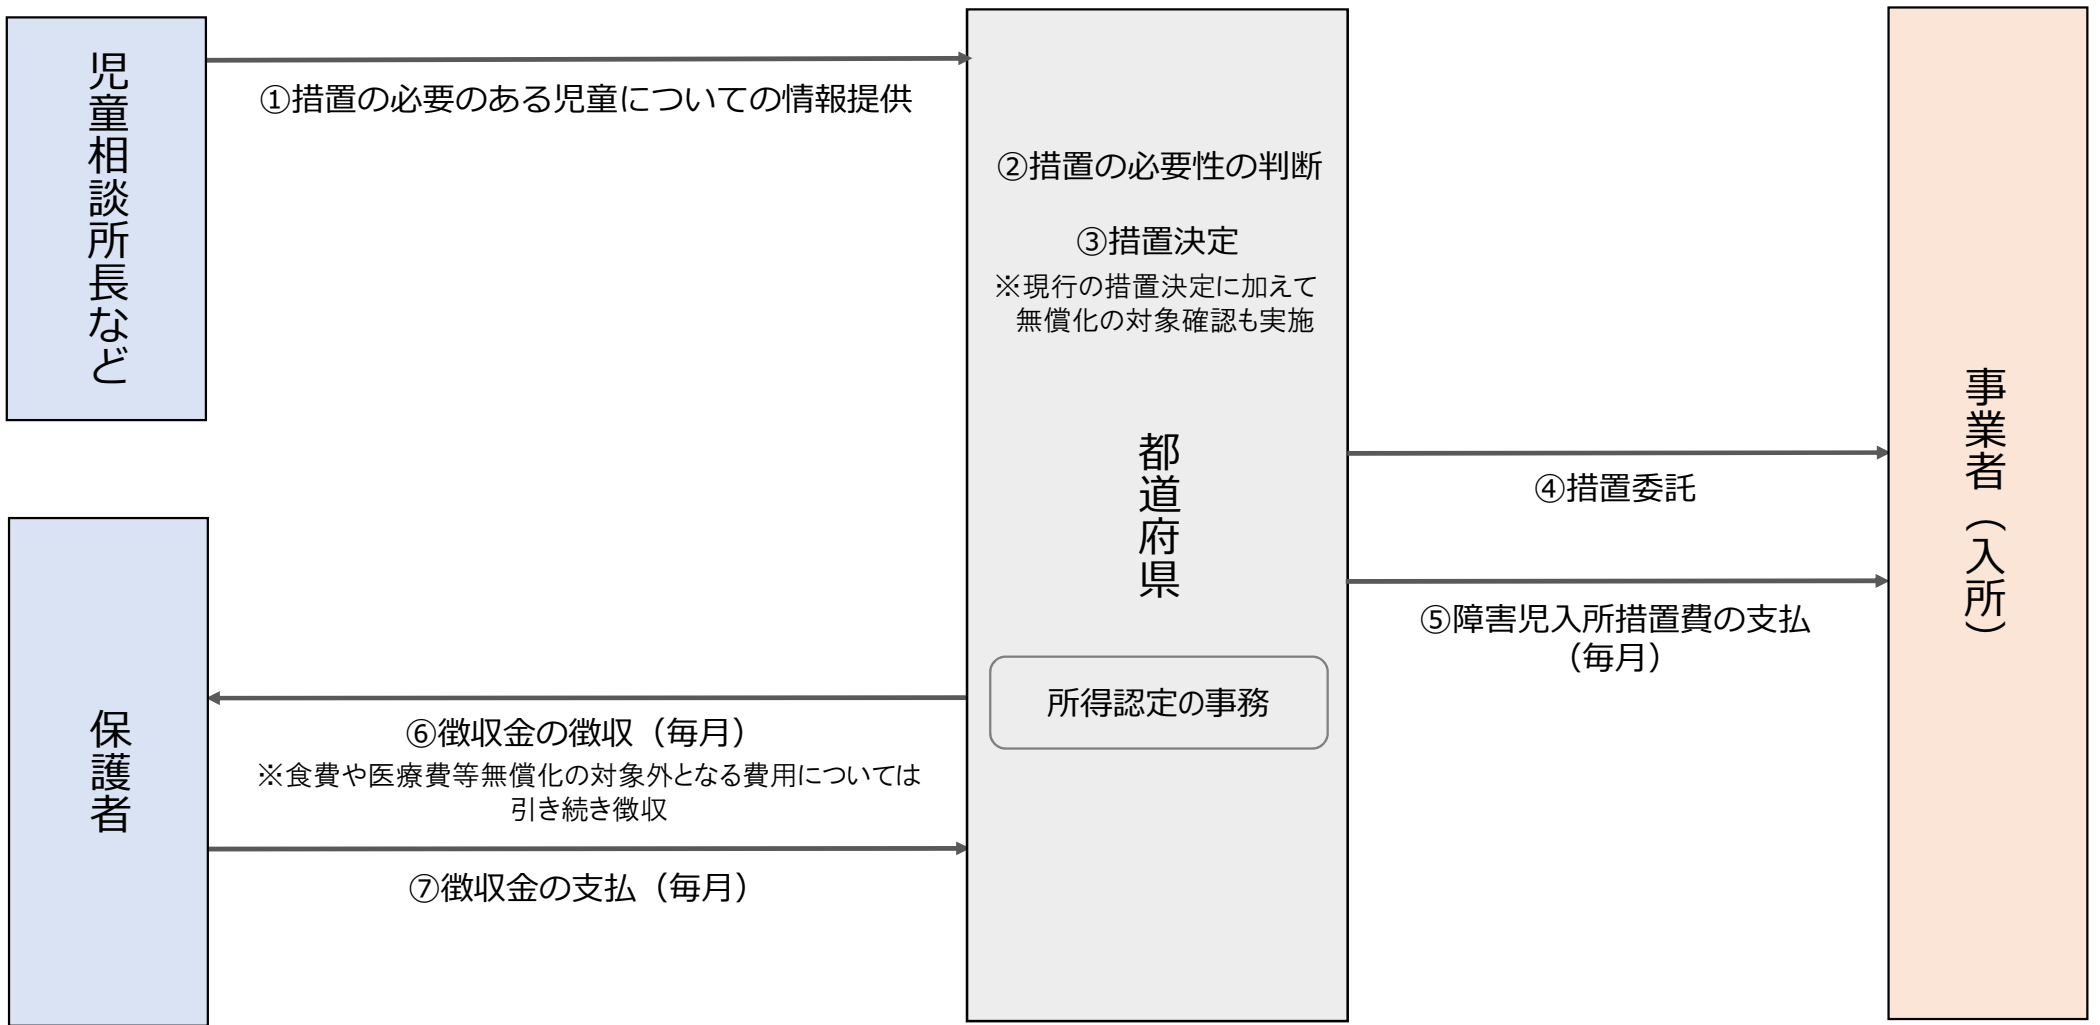 児童相談所長など
①措置の必要のある児童についての情報提供
②措置の必要性の判断
③措置決定
※現行の措置決定に加えて
無償化の対象確認も実施
都道府県
④措置委託
⑤障害児入所措置費の支払
（毎月）
事業者（入所）
所得認定の事務
保護者
⑥徴収金の徴収（毎月）
※食費や医療費等無償化の対象外となる費用については
引き続き徴収
⑦徴収金の支払（毎月）